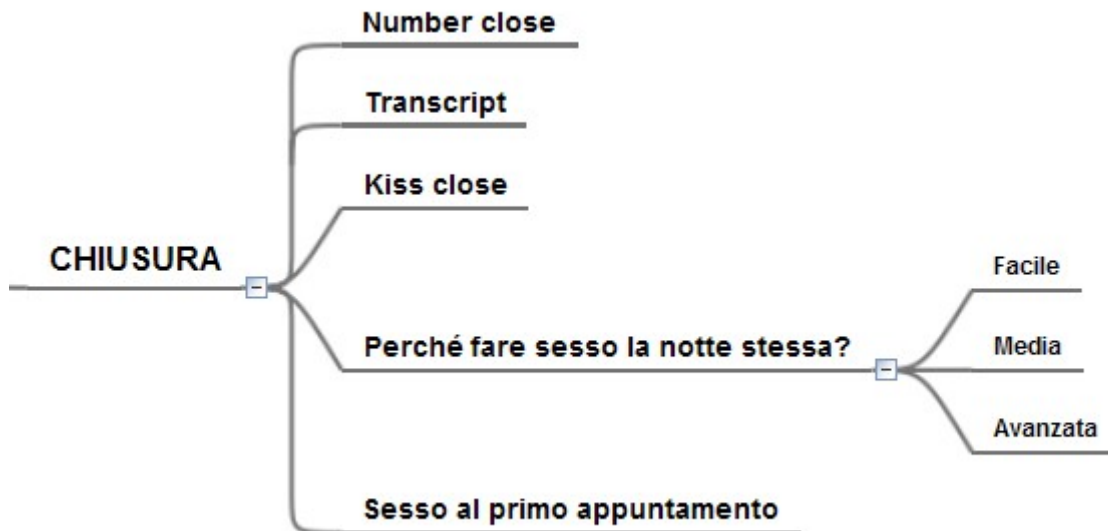 Number close
Transcript
Kiss close
CHIUSURA
Facile
Perché fare sesso la notte stessa?
Media
Avanzata
Sesso al primo appuntamento